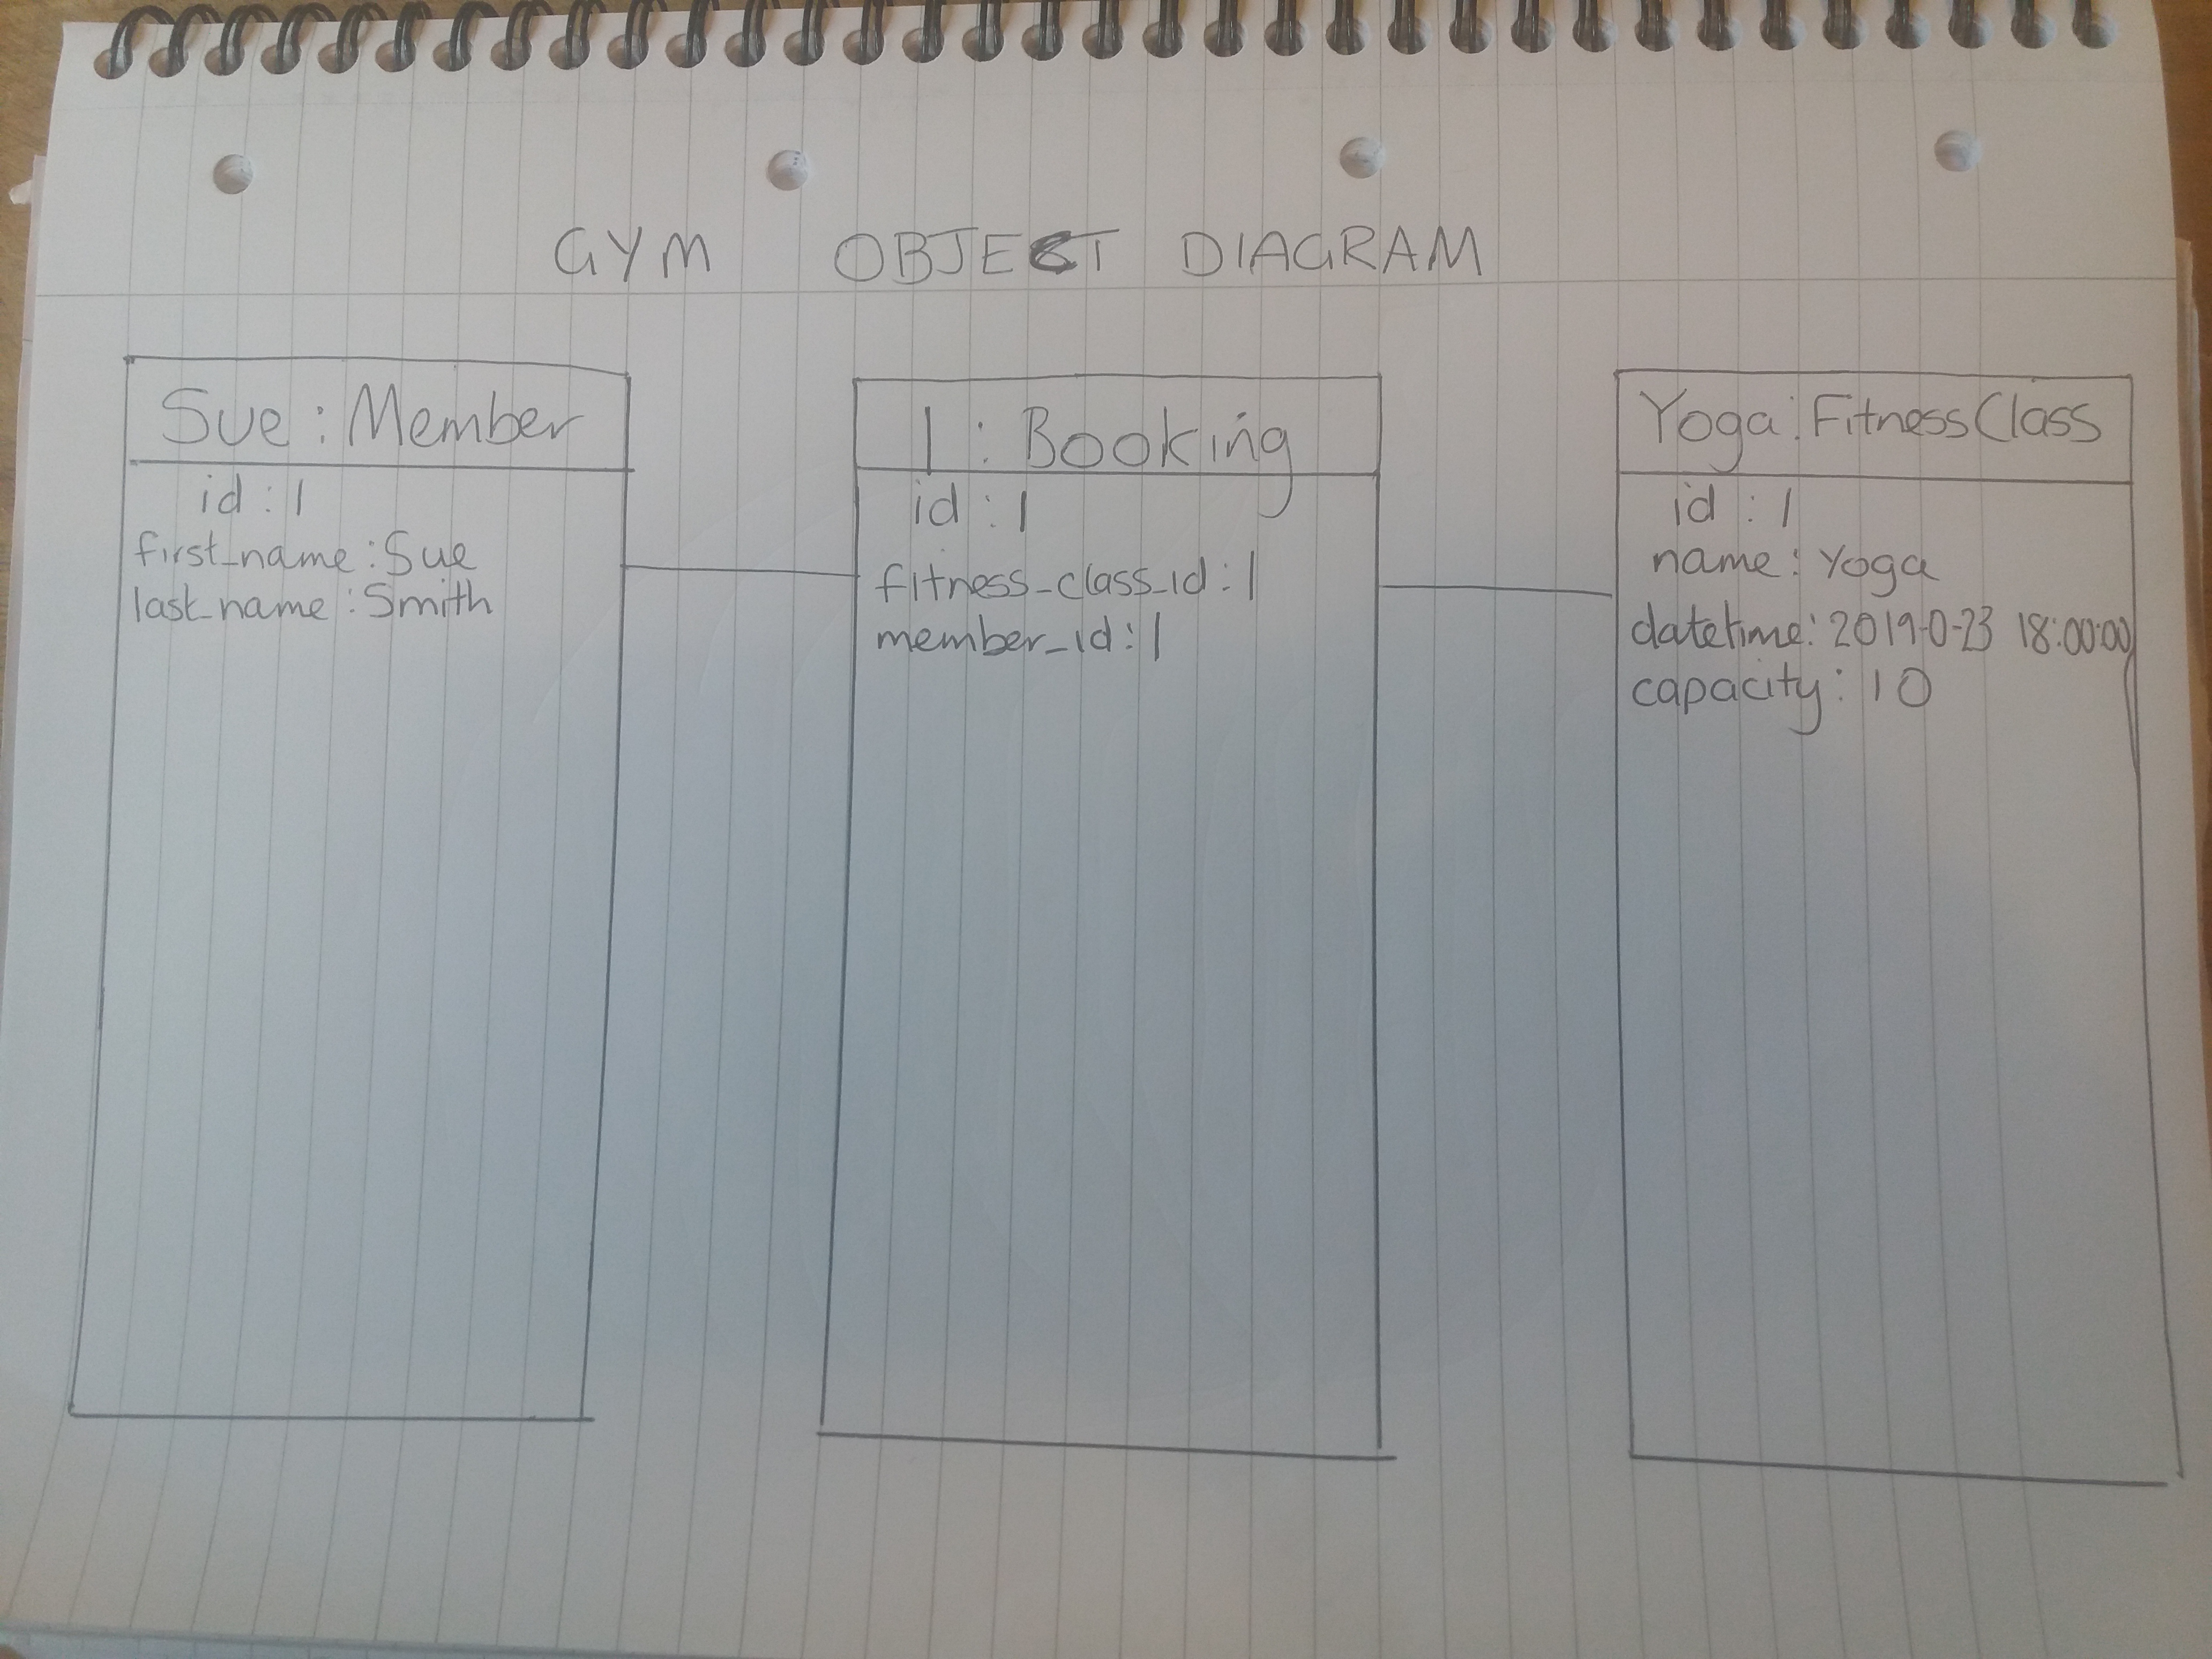 GYM OBJECT DIAGRAM
Sue : Member
id : 1
first_name : Sue
last_name : Smith
1 : Booking
id : 1
fitness_class_id : 1
member_id : 1
Yoga : FitnessClass
id : 1
name : Yoga
datetime : 2019-0-23 18:00:00
capacity : 10